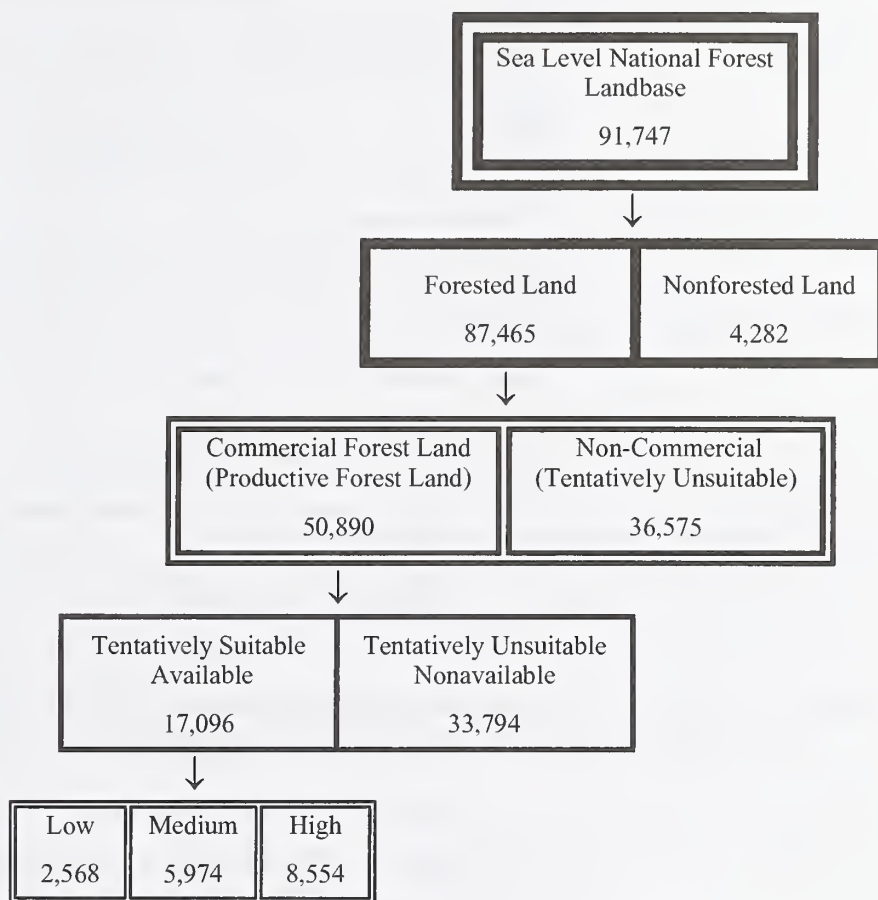 Sea Level National Forest
Landbase
91,747
Forested Land
87,465
Nonforested Land
4,282
Commercial Forest Land
(Productive Forest Land)
50,890
Non-Commercial
(Tentatively Unsuitable)
36,575
Tentatively Suitable
Available
17,096
Tentatively Unsuitable
Nonavailable
33,794
Low
2,568
Medium
5,974
High
8,554